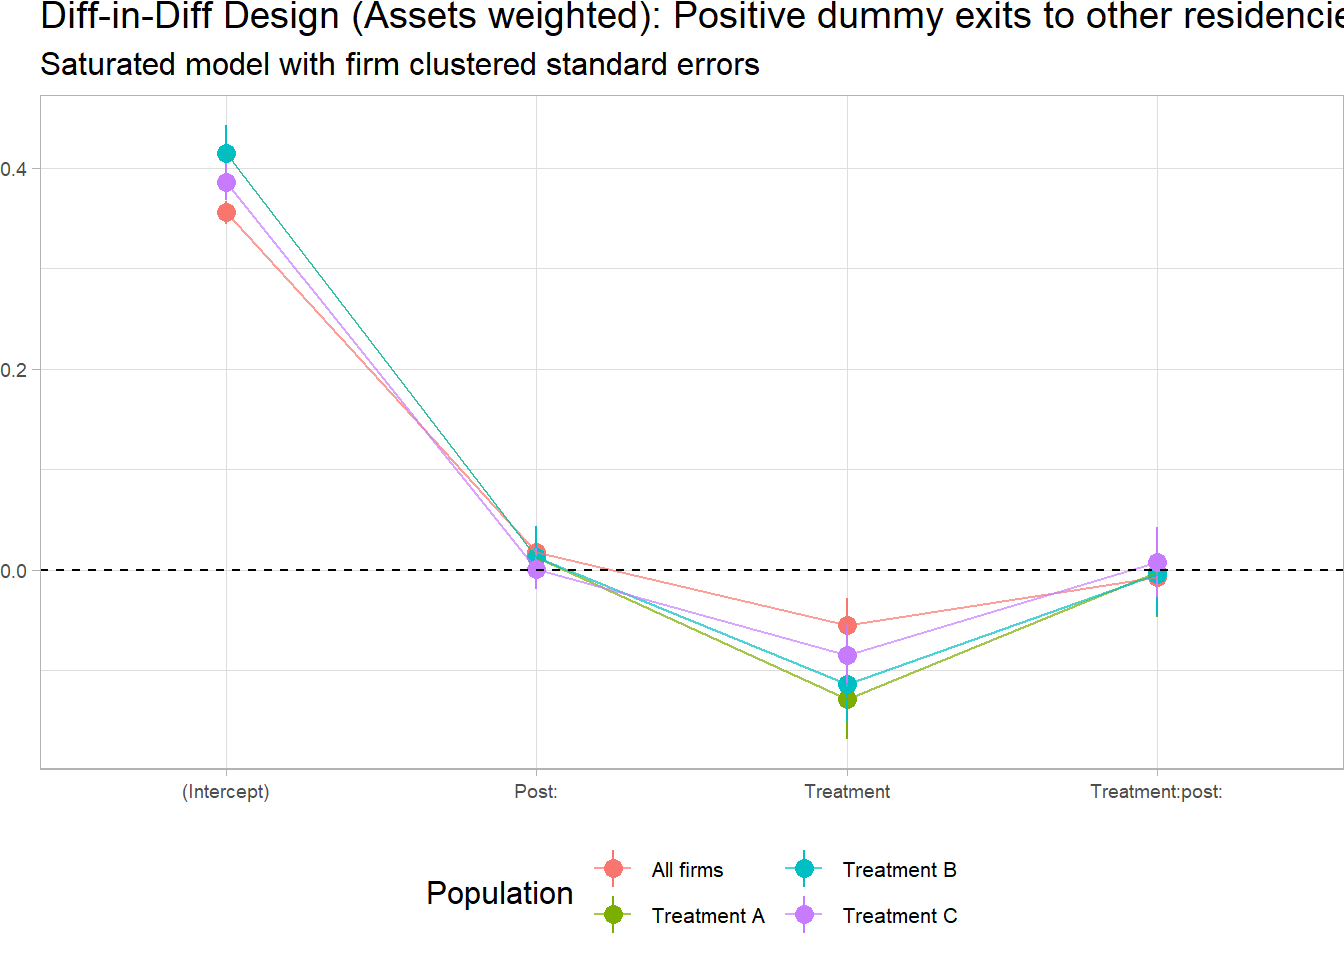 Diff-in-Diff Design (Assets weighted): Positive dummy exits to other residencie
Saturated model with firm clustered standard errors
0.4
0.2
0.0
(Intercept) Post: Treatment Treatment:post:
Population
All firms Treatment B
Treatment A Treatment C